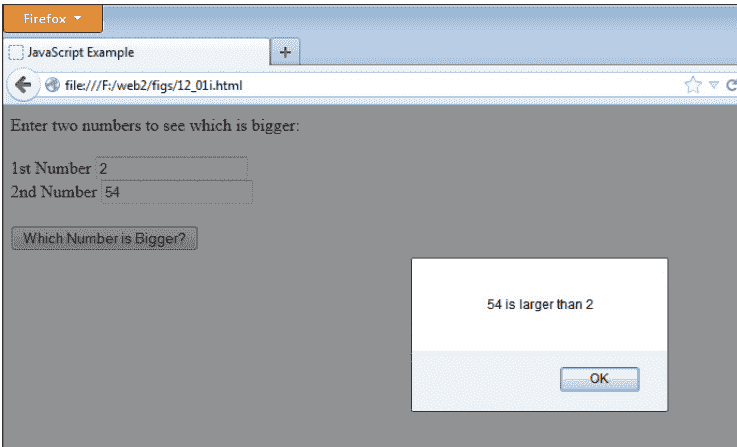 Firefox
JavaScript Example
file:///F:/web2/figs/12_01i.html
Enter two numbers to see which is bigger:
1st Number 2
2nd Number 54
Which Number is Bigger?
54 is larger than 2
OK